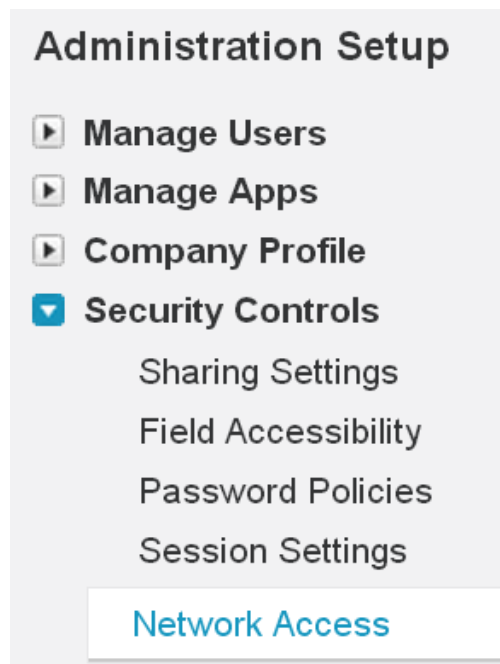 Administration Setup
Manage Users
Manage Apps
Company Profile
Security Controls
Sharing Settings
Field Accessibility
Password Policies
Session Settings
Network Access